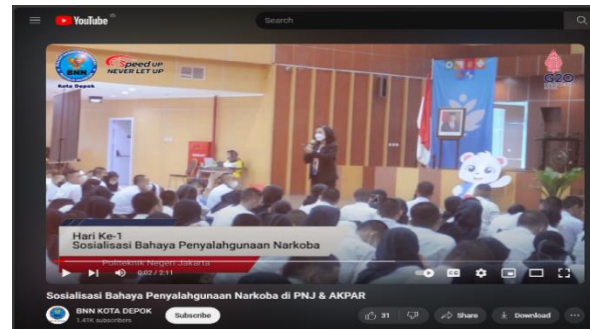 YouTube
Search
BNN
Kota Depok
Speed UP
NEVER LET UP
G20
Hari Ke-1
Sosialisasi Bahaya Penyalahgunaan Narkoba
Politeknik Negeri Jakarta
0:02 / 2:11
Sosialisasi Bahaya Penyalahgunaan Narkoba di PNJ & AKPAR
BNN KOTA DEPOK
1.41K subscribers
Subscribe
31
Share
Download